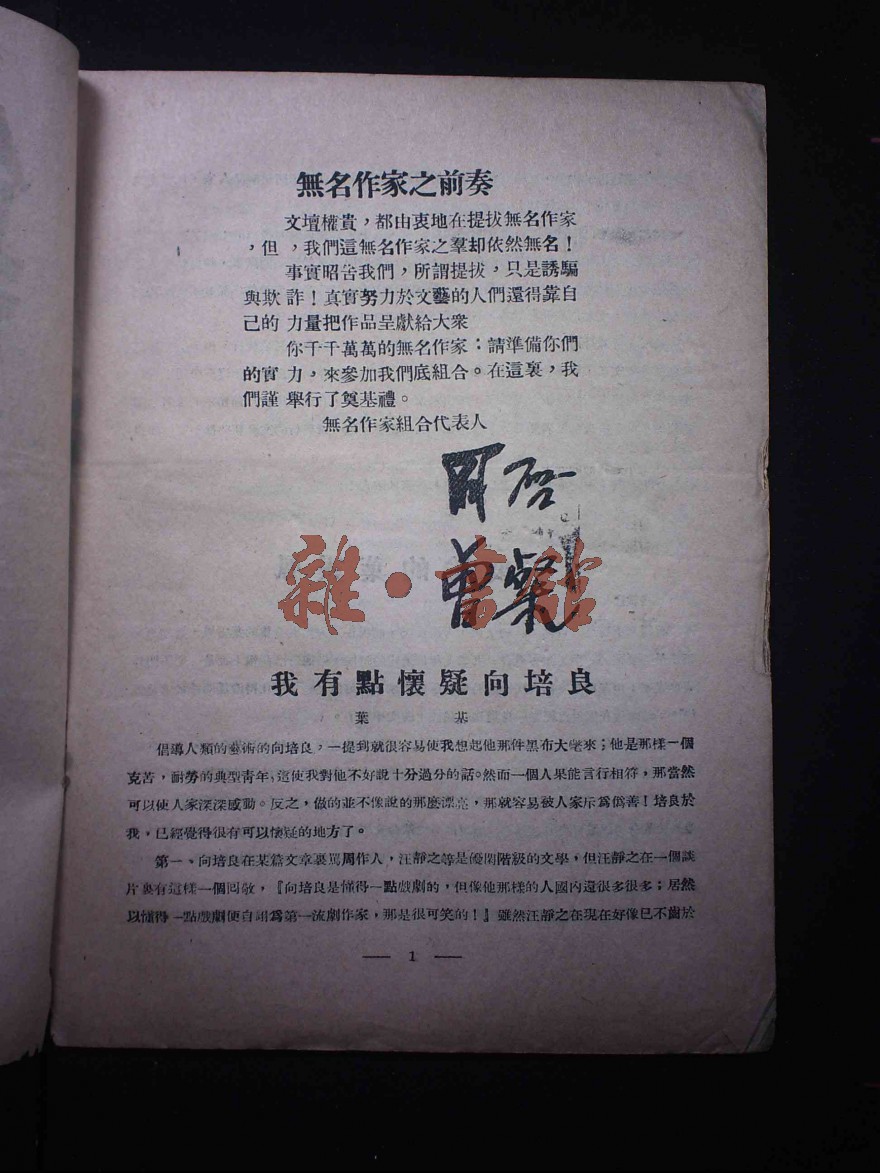 無名作家之前奏
文壇權貴，都由衷地在提拔無名作家
，但，我們這無名作家之羣却依然無名！
事實昭吿我們，所謂提拔，只是誘騙
與欺詐！真實努力於文藝的人們還得靠自
己的力量把作品呈獻給大衆
你千千萬萬的無名作家：請準備你們
的實力，來參加我們底組合。在這裏，我
們謹舉行了奠基禮。
無名作家組合代表人
雜·書館
我有點懷疑向培良
葉 基
倡導人類的藝術的向培良，一提到就很容易使我想起他那件黑布大氅來；他是那樣一個
克苦，耐勞的典型青年；這使我對他不好說十分過分的話。然而一個人果能言行相符，那當然
可以使人家深深感動。反之，做的並不像說的那麼漂亮，那就容易被人家示爲僞善！培良於
我，已經覺得很有可以懷疑的地方了。
第一、向培良在某篇文章裏駡周作人，汪靜之等是優閑階級的文學，但汪靜之在一個談
片裏有這樣一個囘敬，『向培良是懂得一點戲劇的，但像他那樣的人國內還很多很多；居然
以懂得一點戲劇便自詡爲第一流劇作家，那是很可笑的！』雖然汪靜之在現在好像已不齒於
— 1 —